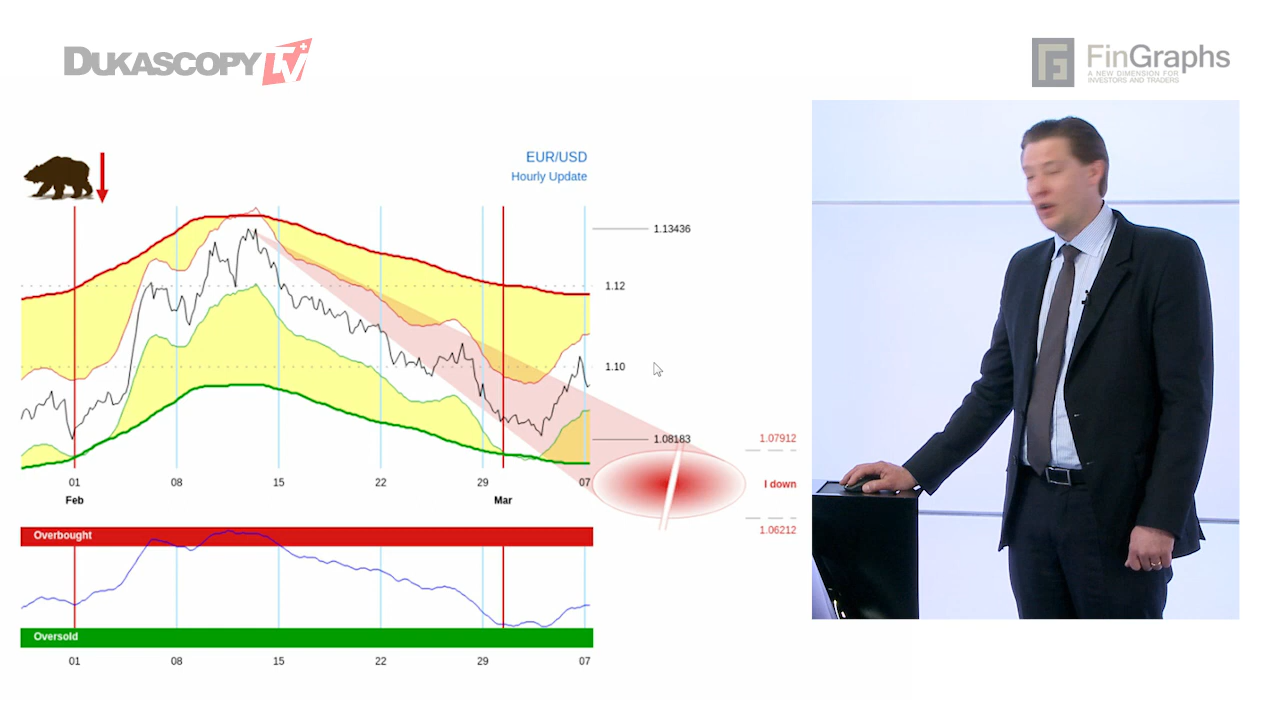 DUKASCOPY TV
FinGraphs
A NEW DIMENSION FOR
INVESTORS AND TRADERS
EUR/USD
Hourly Update
1.13436
1.12
1.10
1.08183
1.07912
I down
1.06212
01 08 15 22 29 07
Feb Mar
Overbought
Oversold
01 08 15 22 29 07